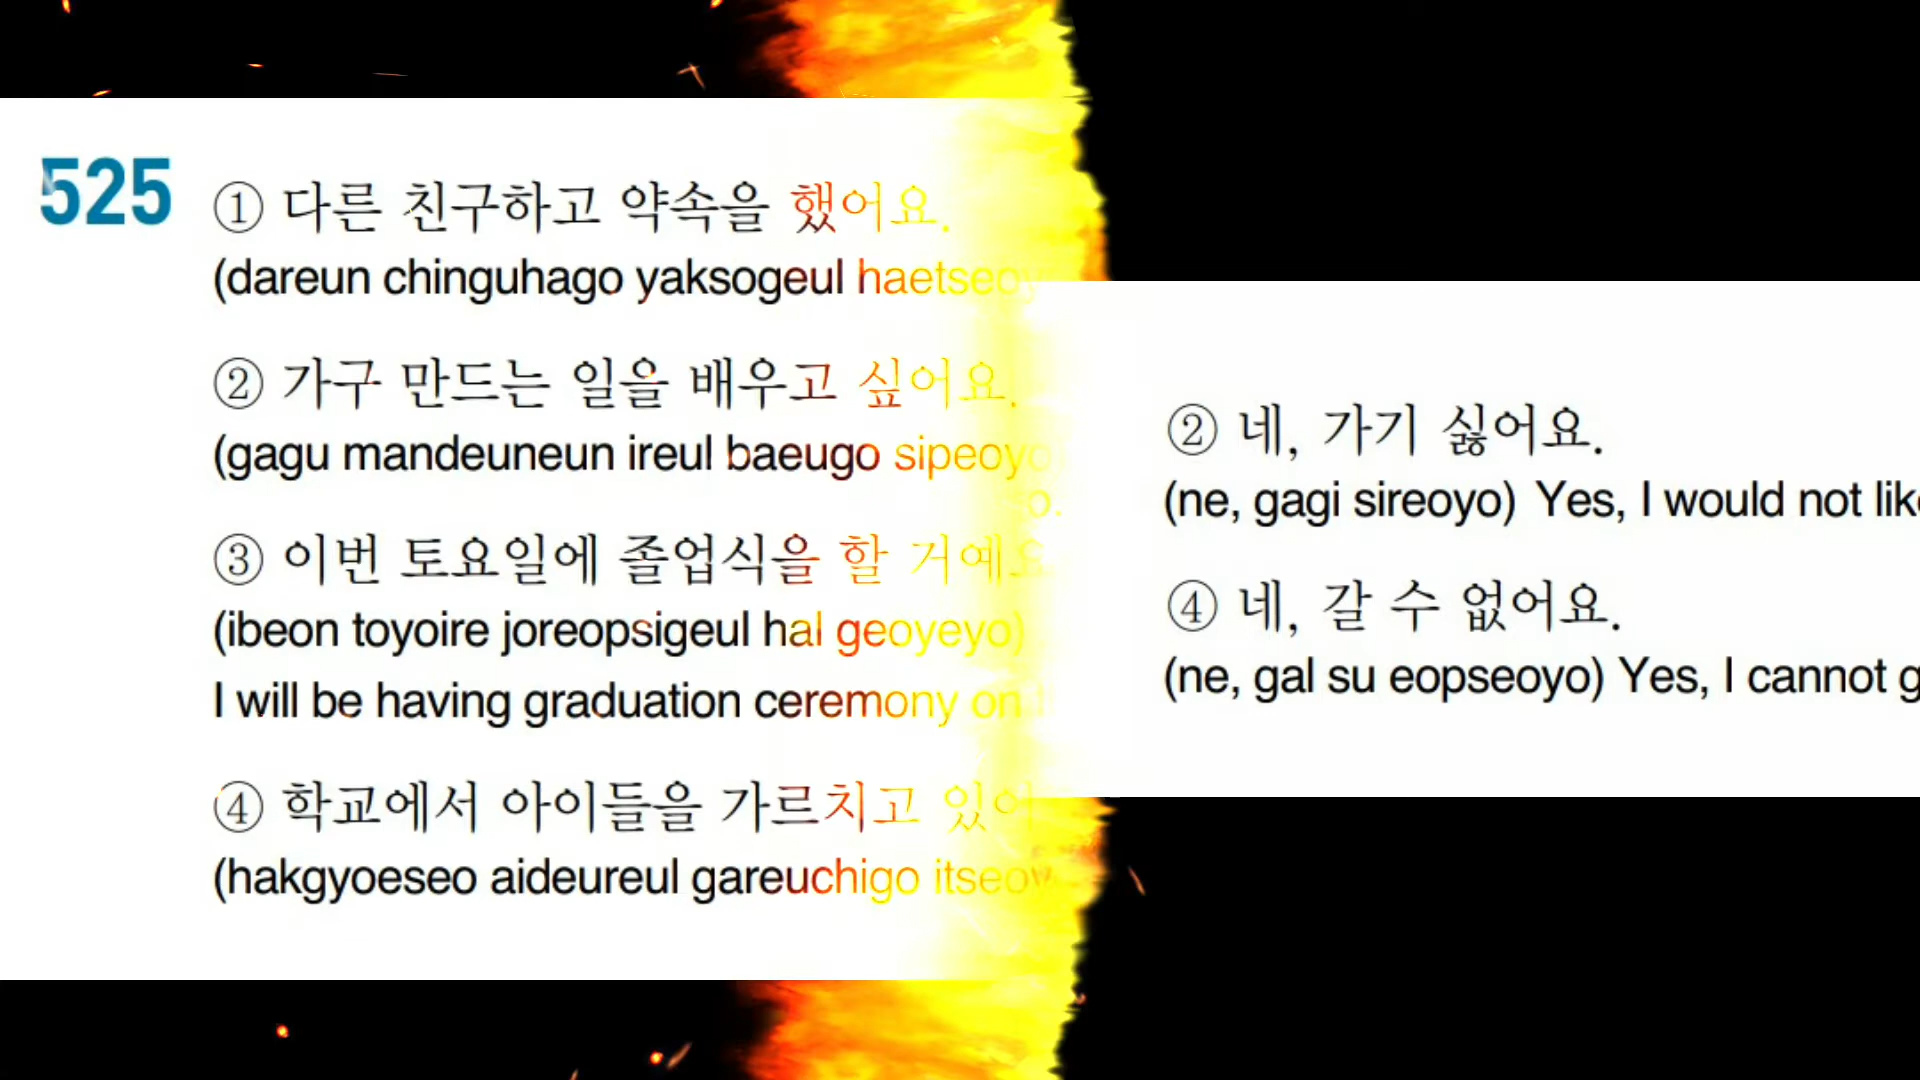 525
① 다른 친구하고 약속을 했어요.
(dareun chinguhago yaksogeul
② 가구 만드는 일을 배우고 싶어요.
(gagu mandeuneun ireul baeugo sipeoyo
③ 이번 토요일에 졸업식을 할 거예요
(ibeon toyoire joreopsigeul hal geoyeyo)
I will be having graduation ceremony on
④ 학교에서 아이들을 가르치고
(hakgyoeseo aideureul gareuchigo
② 네, 가기 싫어요.
(ne, gagi sireoyo) Yes, I would not
④ 네, 갈 수 없어요.
(ne, gal su eopseoyo) Yes, I cannot